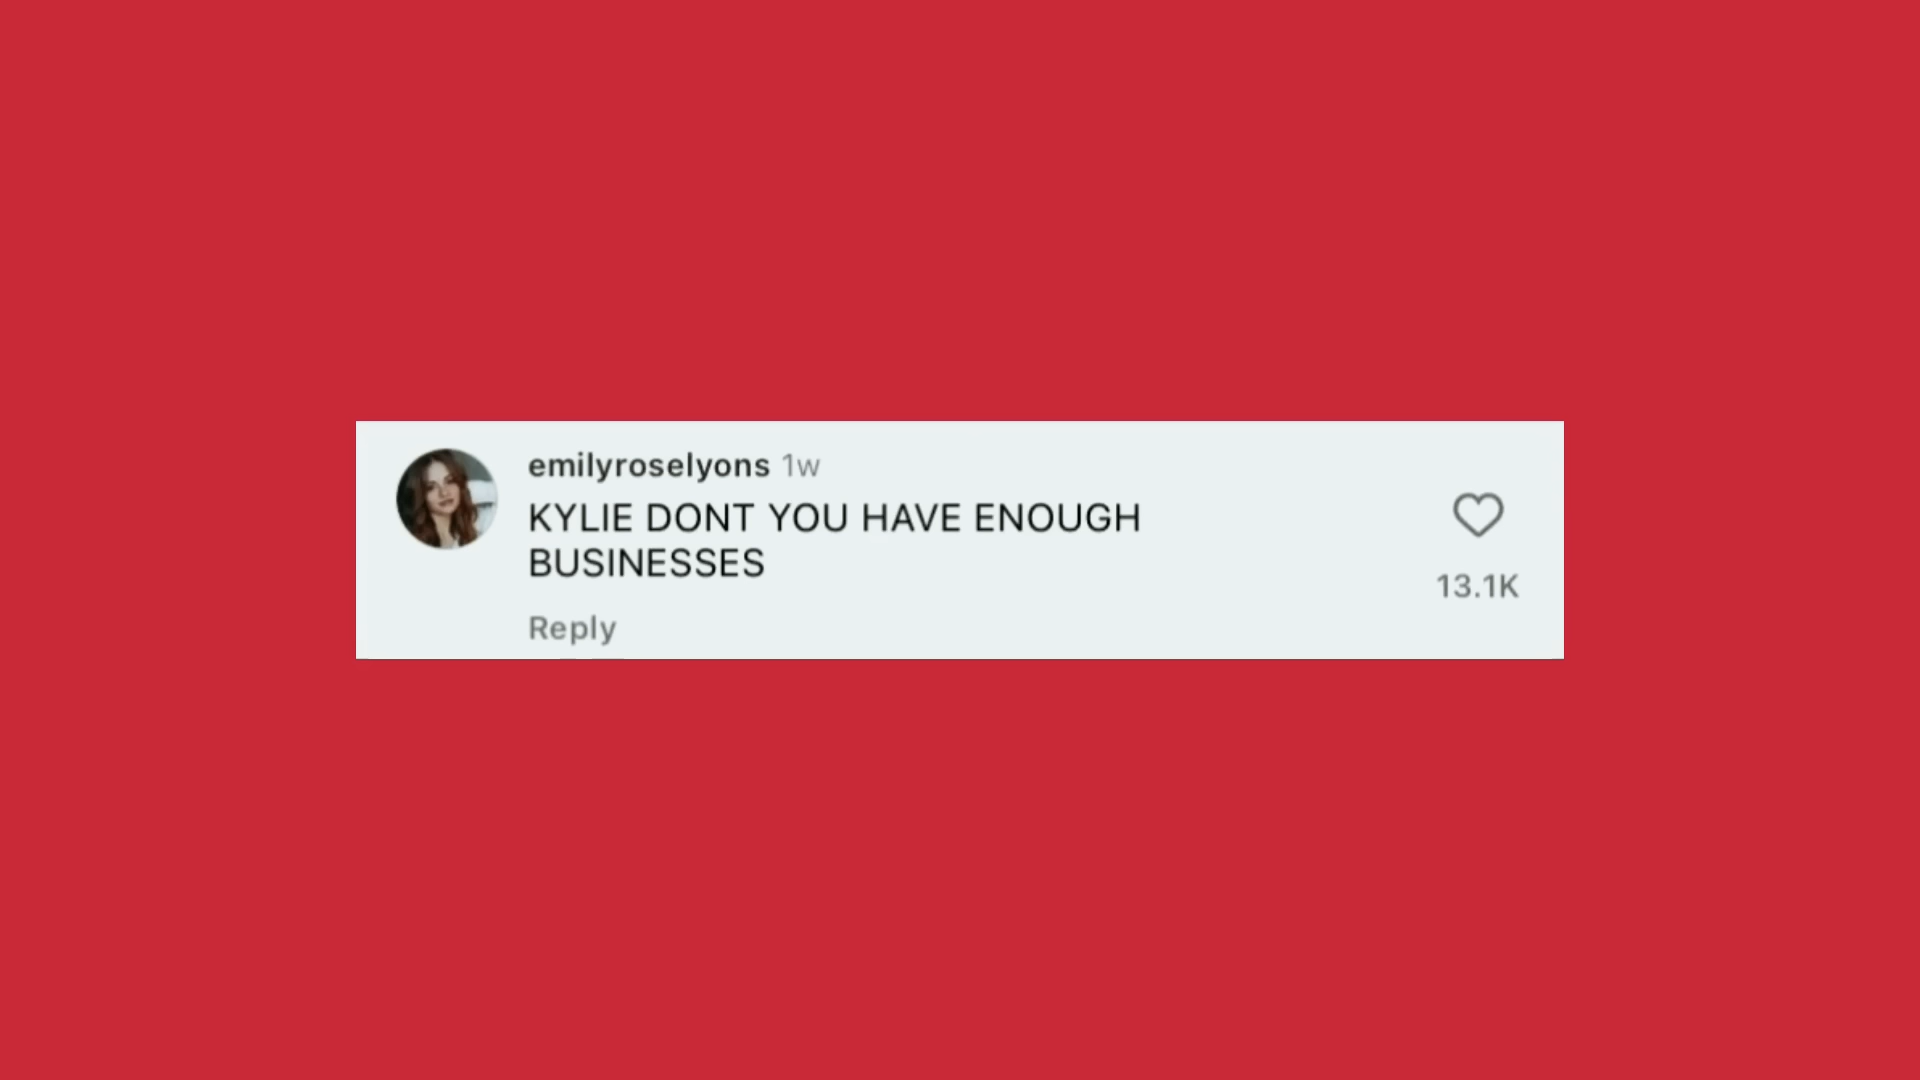 emilyroselyons 1w
KYLIE DONT YOU HAVE ENOUGH
BUSINESSES
13.1K
Reply